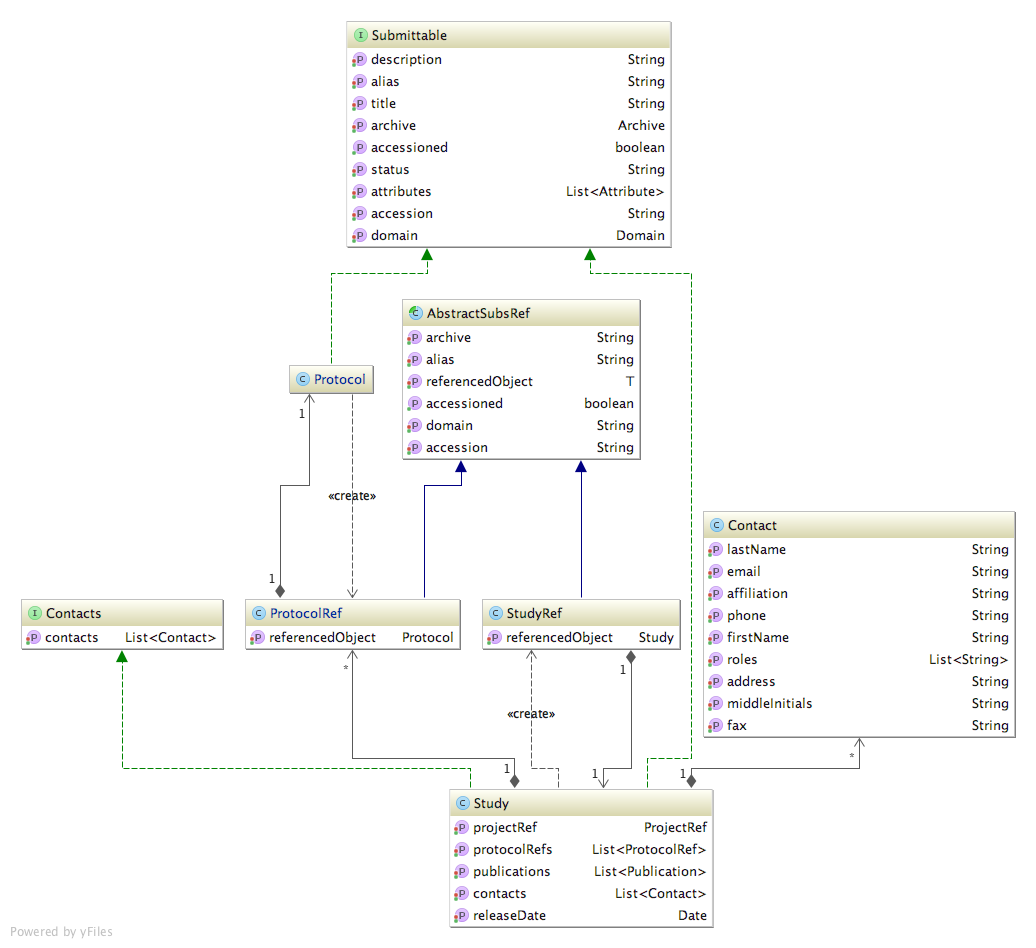 I Submittable
P description String
P alias String
P title String
P archive Archive
P accessioned boolean
P status String
P attributes List<Attribute>
P accession String
P domain Domain
C AbstractSubsRef
P archive String
P alias String
P referencedObject T
P accessioned boolean
P domain String
P accession String
C Protocol
1
«create»
1
C Contact
P lastName String
P email String
P affiliation String
P phone String
P firstName String
P roles List<String>
P address String
P middleInitials String
P fax String
I Contacts
P contacts List<Contact>
C ProtocolRef
P referencedObject Protocol
C StudyRef
P referencedObject Study
*
1
«create»
*
1
1
1
C Study
P projectRef ProjectRef
P protocolRefs List<ProtocolRef>
P publications List<Publication>
P contacts List<Contact>
P releaseDate Date
Powered by yFiles